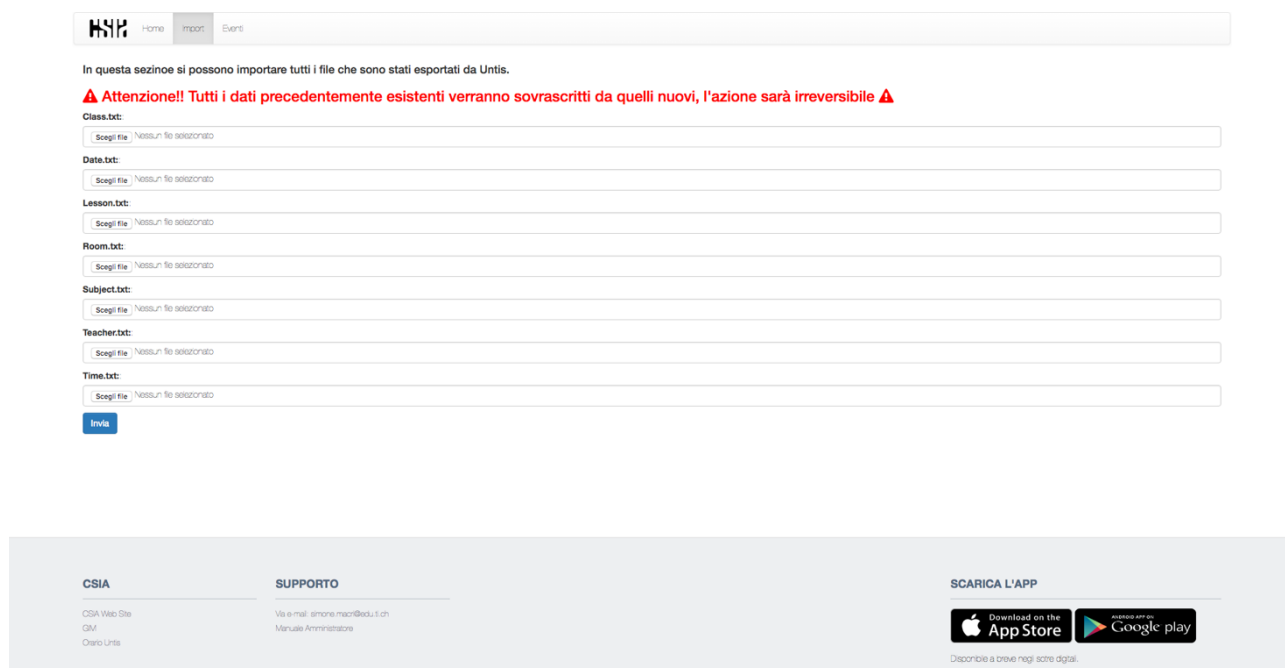 Home Import Eventi
In questa sezinoe si possono importare tutti i file che sono stati esportati da Untis.
Attenzione!! Tutti i dati precedentemente esistenti verranno sovrascritti da quelli nuovi, l'azione sarà irreversibile
Class.txt:
Scegli file Nessun file selezionato
Date.txt:
Scegli file Nessun file selezionato
Lesson.txt:
Scegli file Nessun file selezionato
Room.txt:
Scegli file Nessun file selezionato
Subject.txt:
Scegli file Nessun file selezionato
Teacher.txt:
Scegli file Nessun file selezionato
Time.txt:
Scegli file Nessun file selezionato
Invia
CSIA
CSIA Web Site
GIM
Orario Untis
SUPPORTO
Via e-mail: simone.macri@edu.ti.ch
Manuale Amministratore
SCARICA L'APP
Download on the
App Store
ANDROID APP ON
Google play
Disponibile a breve negi sotre digitali.